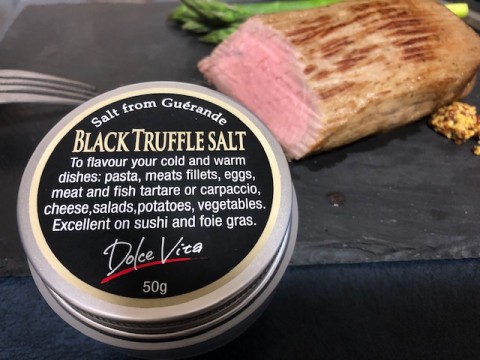 Salt from Guérande
BLACK TRUFFLE SALT
To flavour your cold and warm
dishes: pasta, meats fillets, eggs,
meat and fish tartare or carpaccio,
cheese,salads,potatoes, vegetables.
Excellent on sushi and foie gras.
Dolce Vita
50g